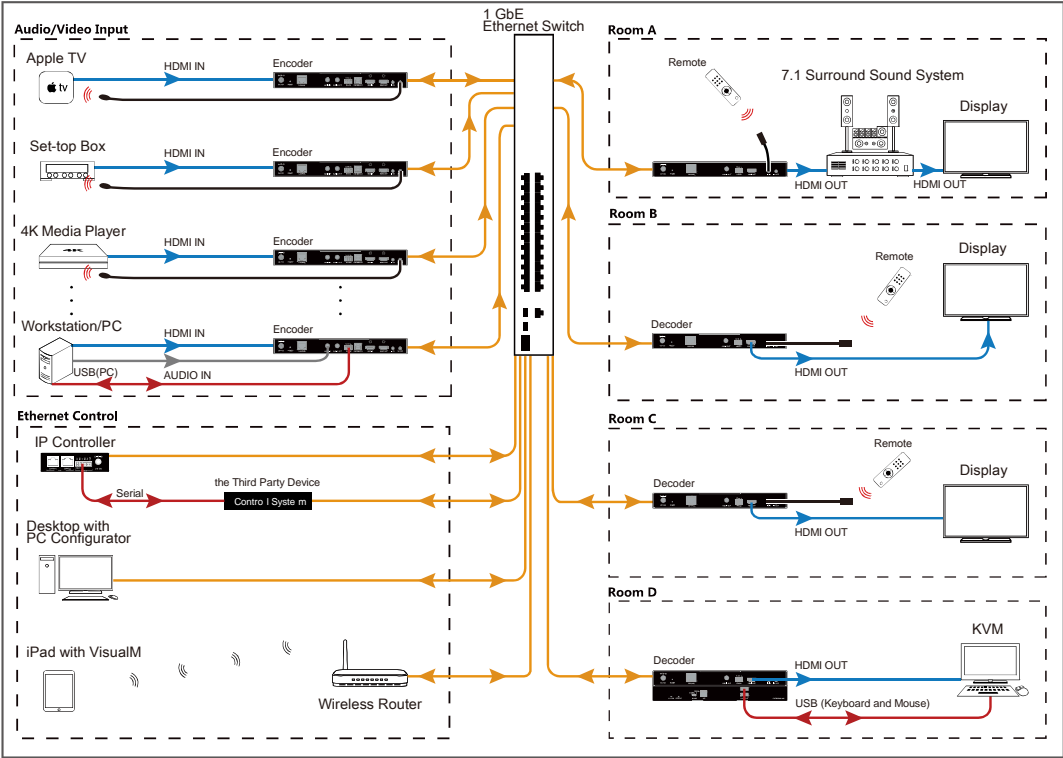 1 GbE
Ethernet Switch
Audio/Video Input
Apple TV
tv
HDMI IN
Encoder
Set-top Box
HDMI IN
Encoder
4K Media Player
4K
HDMI IN
Encoder
Workstation/PC
HDMI IN
Encoder
USB(PC)
AUDIO IN
Ethernet Control
IP Controller
Serial
the Third Party Device
Contro l Syste m
Desktop with
PC Configurator
iPad with VisualM
Wireless Router
Room A
Remote
7.1 Surround Sound System
Display
HDMI OUT
HDMI OUT
Room B
Remote
Display
Decoder
HDMI OUT
Room C
Remote
Display
Decoder
HDMI OUT
Room D
KVM
Decoder
HDMI OUT
USB (Keyboard and Mouse)